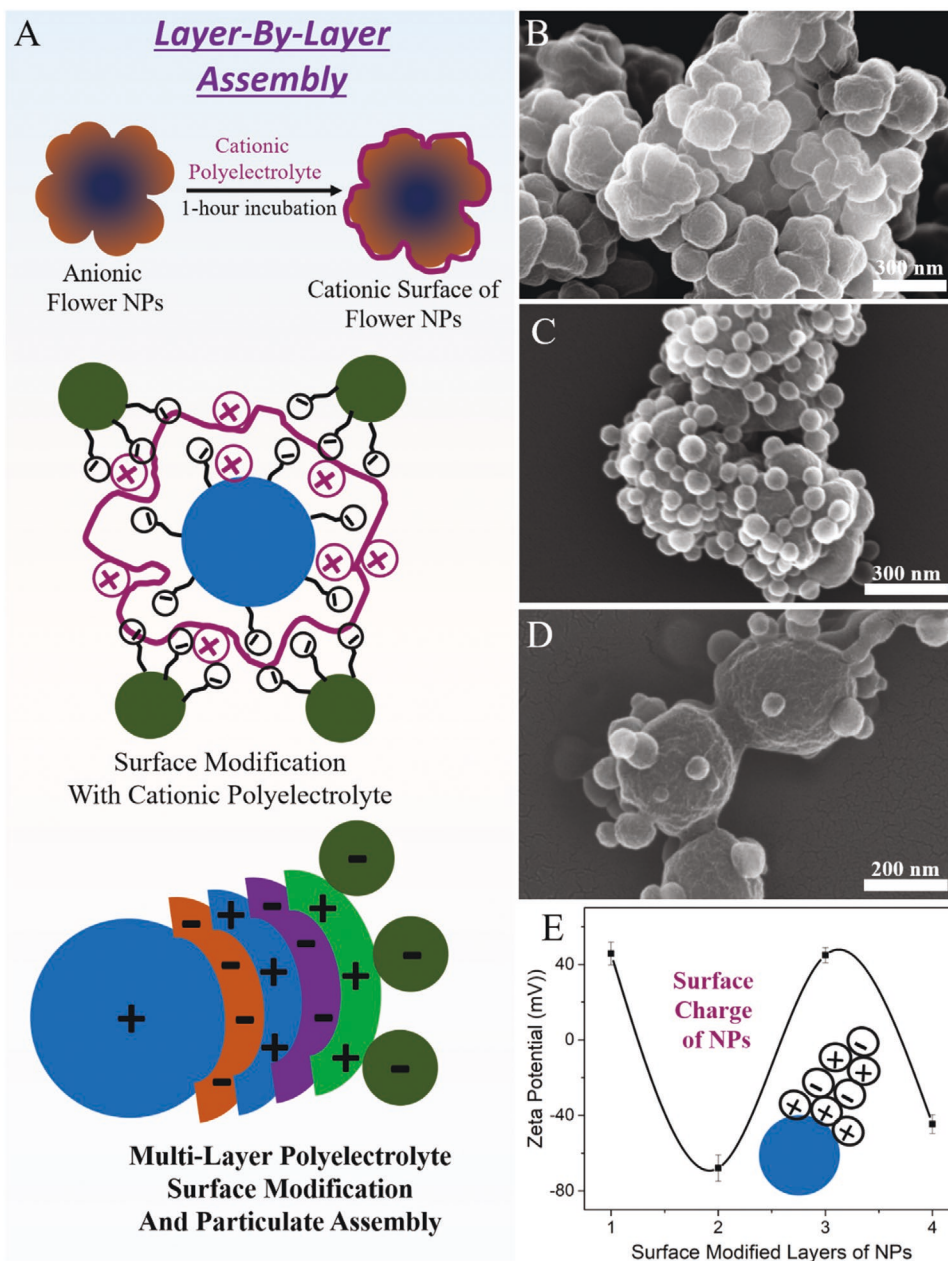 A
Layer-By-Layer
Assembly
Cationic
Polyelectrolyte
1-hour incubation
Anionic
Flower NPs
Cationic Surface of
Flower NPs
Surface Modification
With Cationic Polyelectrolyte
Multi-Layer Polyelectrolyte
Surface Modification
And Particulate Assembly
B
300 nm
C
300 nm
D
200 nm
E
Zeta Potential (mV))
40
0
-40
-80
Surface
Charge
of NPs
1 2 3 4
Surface Modified Layers of NPs